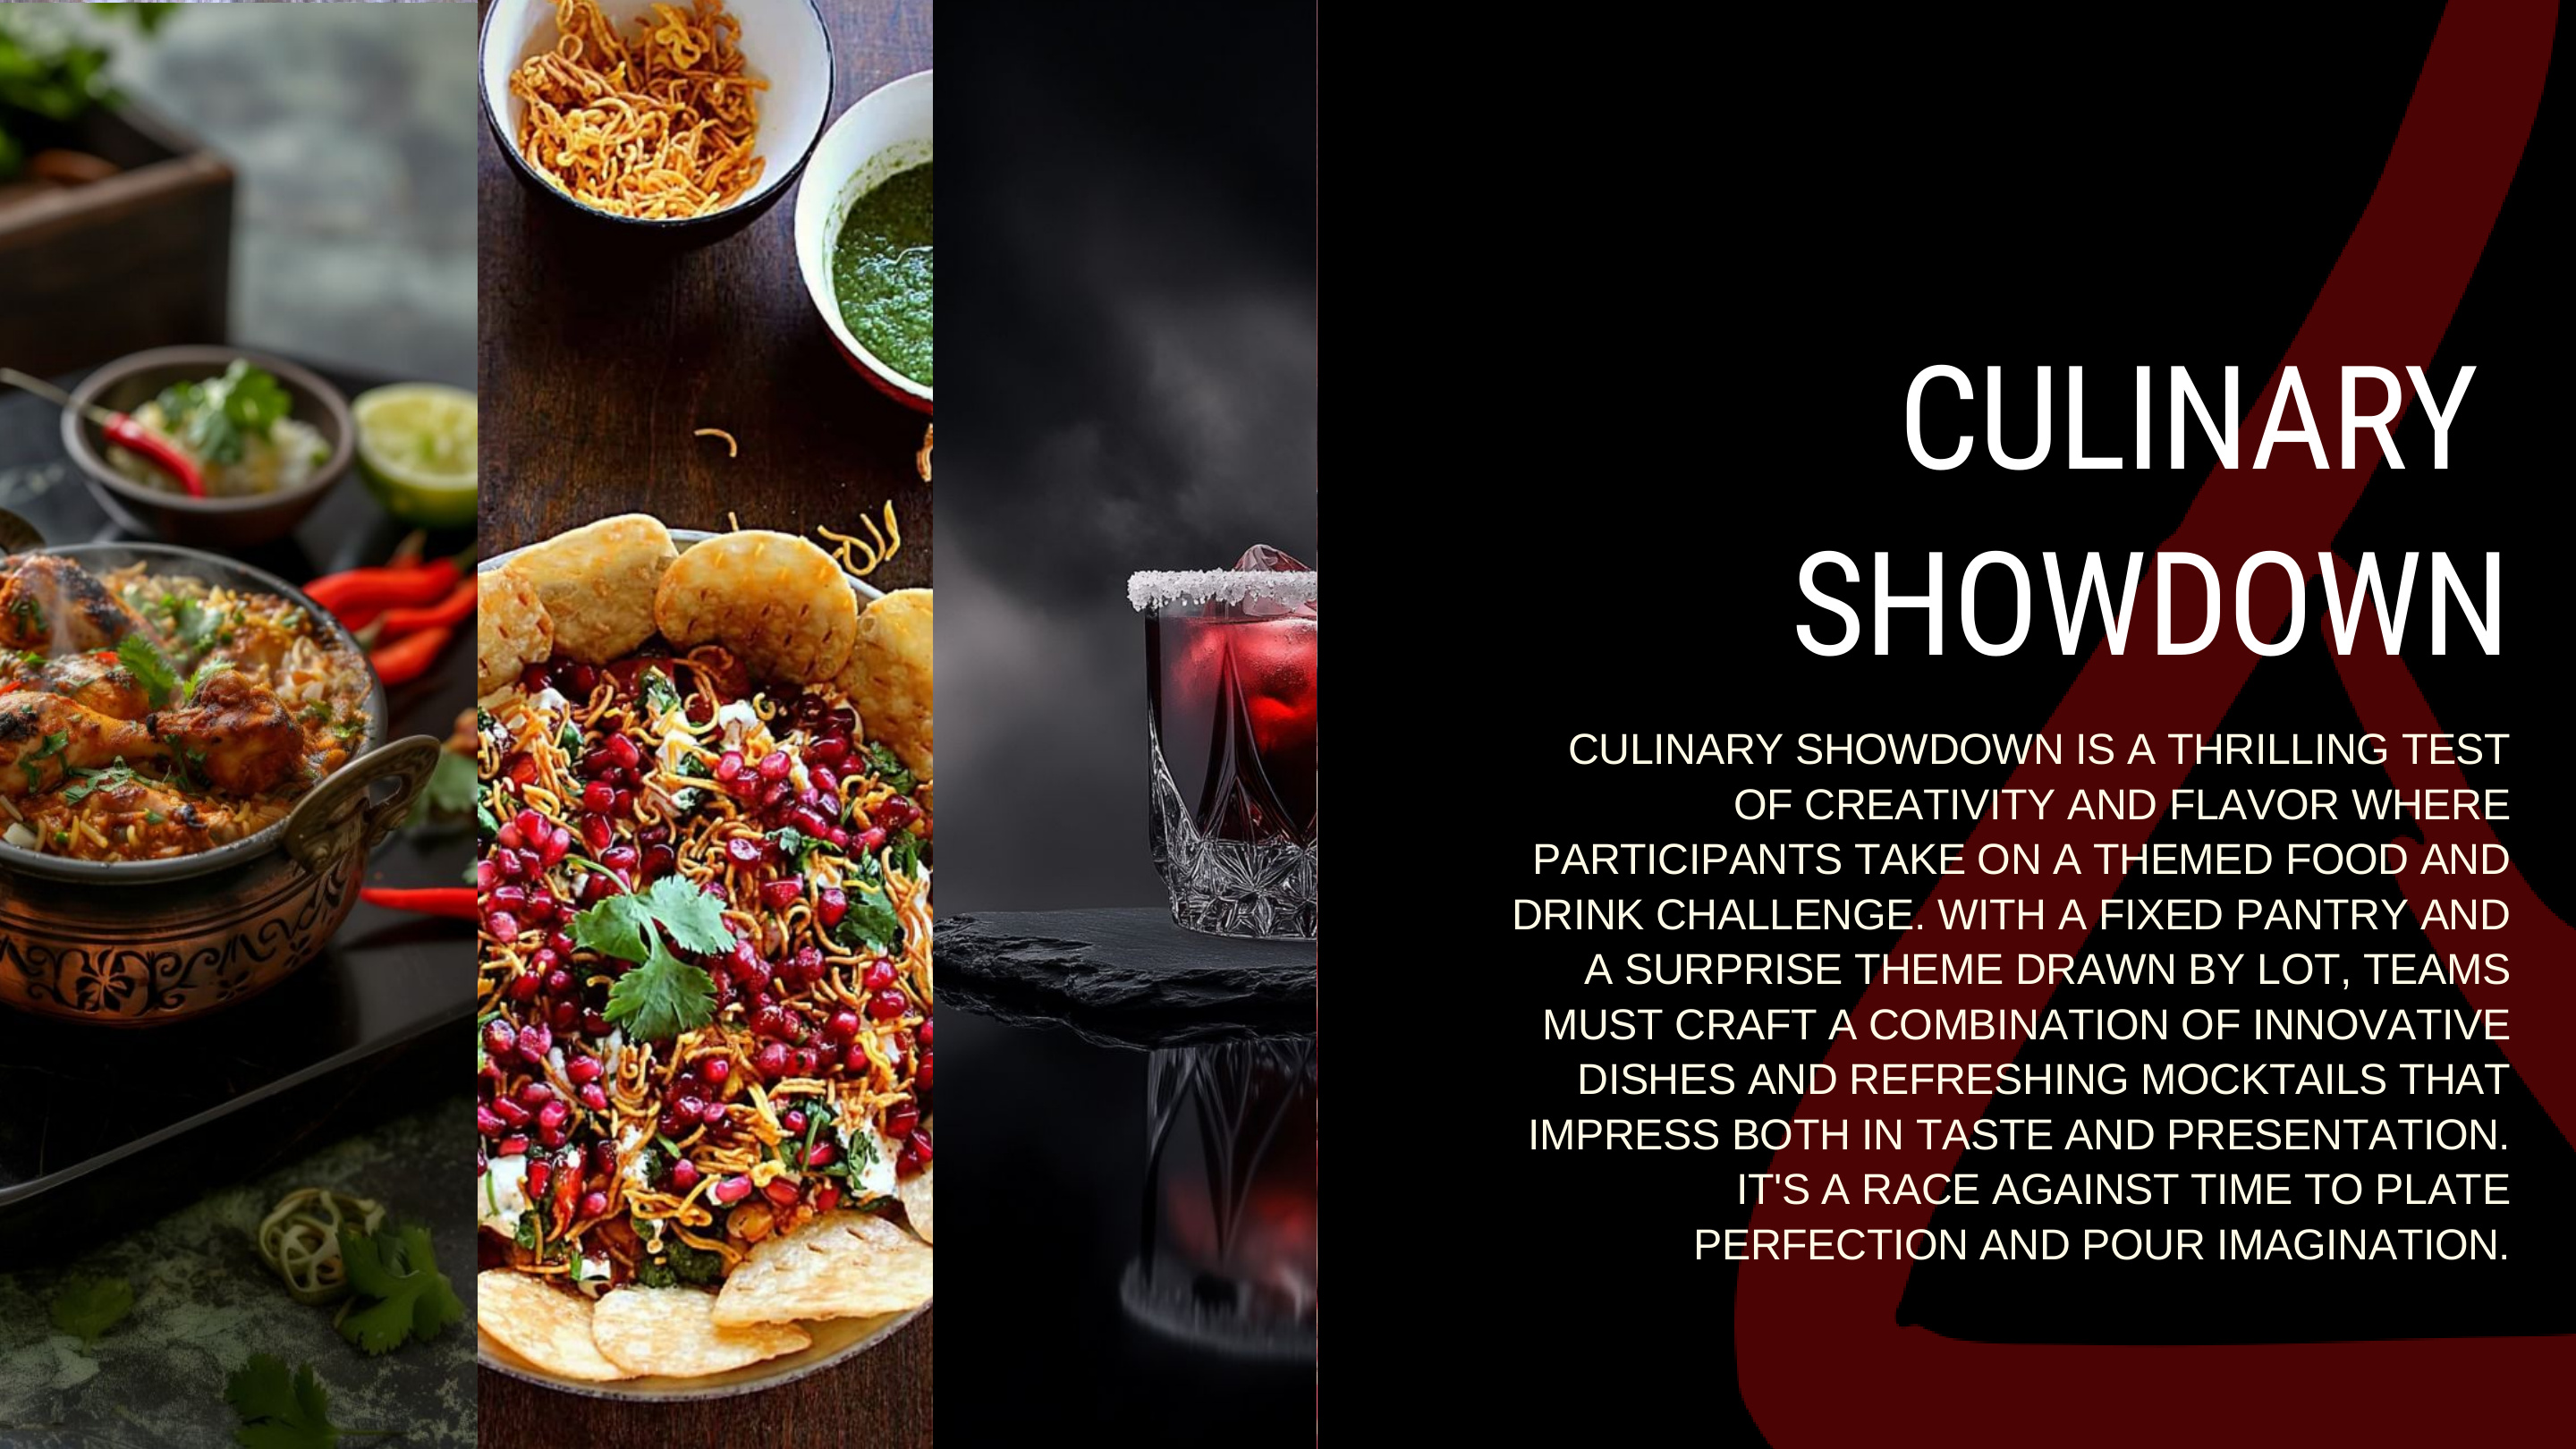 CULINARY
SHOWDOWN
CULINARY SHOWDOWN IS A THRILLING TEST
OF CREATIVITY AND FLAVOR WHERE
PARTICIPANTS TAKE ON A THEMED FOOD AND
DRINK CHALLENGE. WITH A FIXED PANTRY AND
A SURPRISE THEME DRAWN BY LOT, TEAMS
MUST CRAFT A COMBINATION OF INNOVATIVE
DISHES AND REFRESHING MOCKTAILS THAT
IMPRESS BOTH IN TASTE AND PRESENTATION.
IT'S A RACE AGAINST TIME TO PLATE
PERFECTION AND POUR IMAGINATION.